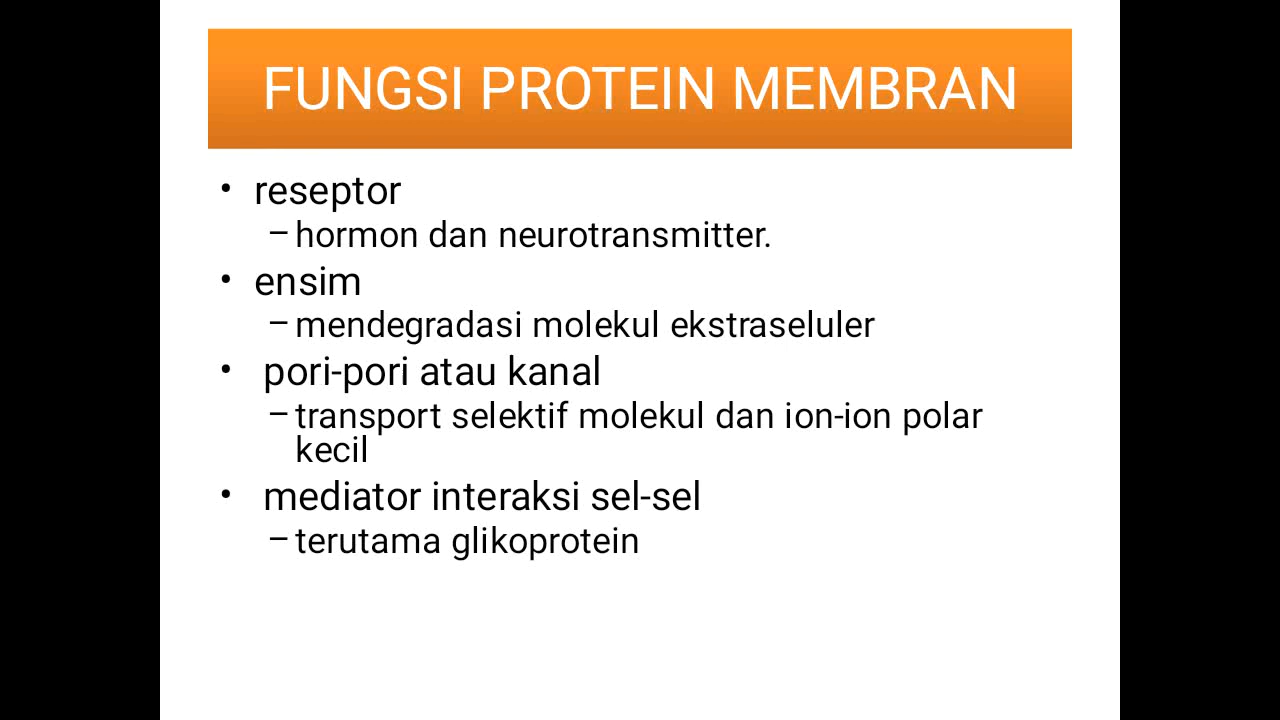 FUNGSI PROTEIN MEMBRAN
• reseptor
– hormon dan neurotransmitter.
• ensim
– mendegradasi molekul ekstraseluler
• pori-pori atau kanal
– transport selektif molekul dan ion-ion polar
kecil
• mediator interaksi sel-sel
– terutama glikoprotein